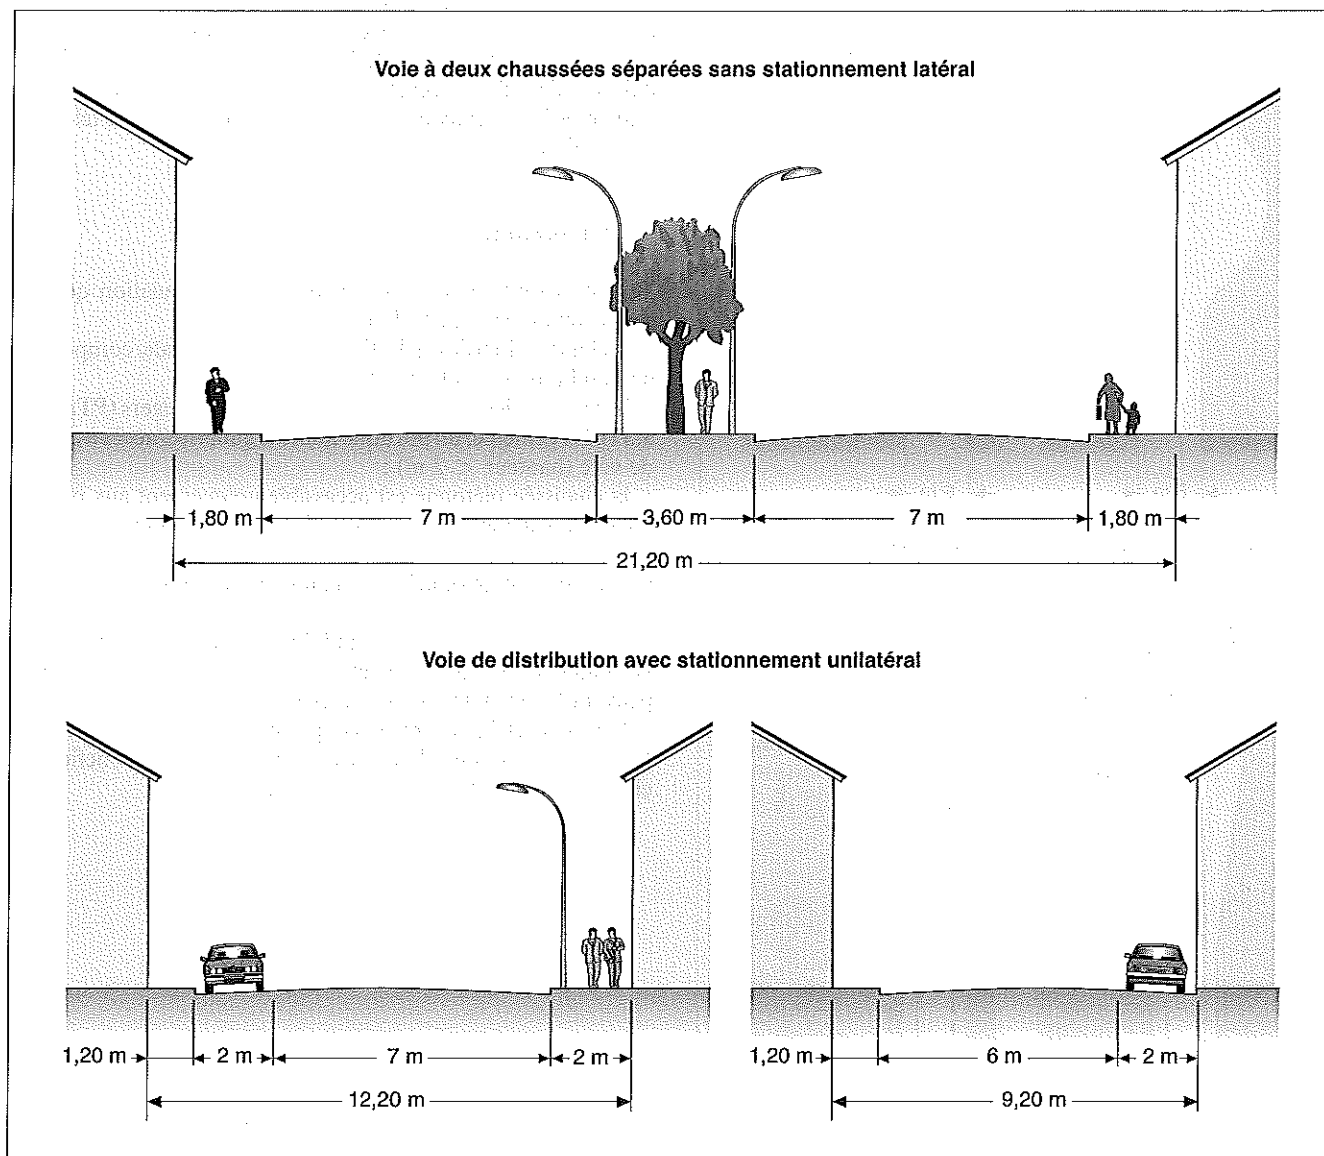 Voie à deux chaussées séparées sans stationnement latéral
1,80 m 7 m 3,60 m 7 m 1,80 m
21,20 m
Voie de distribution avec stationnement unilatéral
1,20 m 2 m 7 m 2 m 1,20 m 6 m 2 m
12,20 m 9,20 m